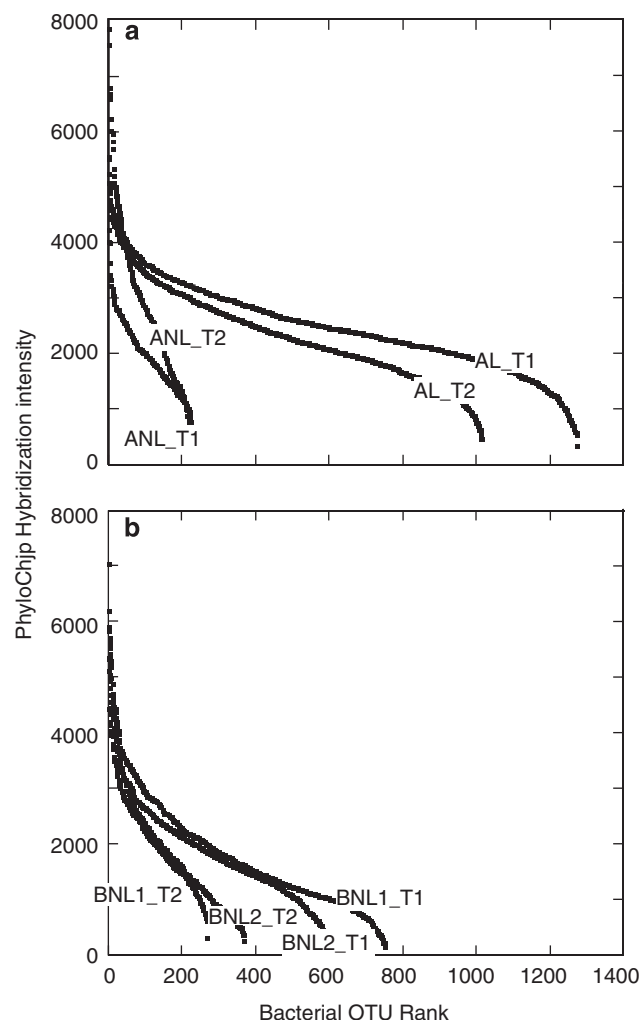 8000
a
6000
4000
2000
0
ANL_T2
ANL_T1
AL_T1
AL_T2
PhyloChip Hybridization intensity
8000
b
6000
4000
2000
0
BNL1_T2
BNL2_T2
BNL2_T1
BNL1_T1
0 200 400 600 800 1000 1200 1400
Bacterial OTU Rank